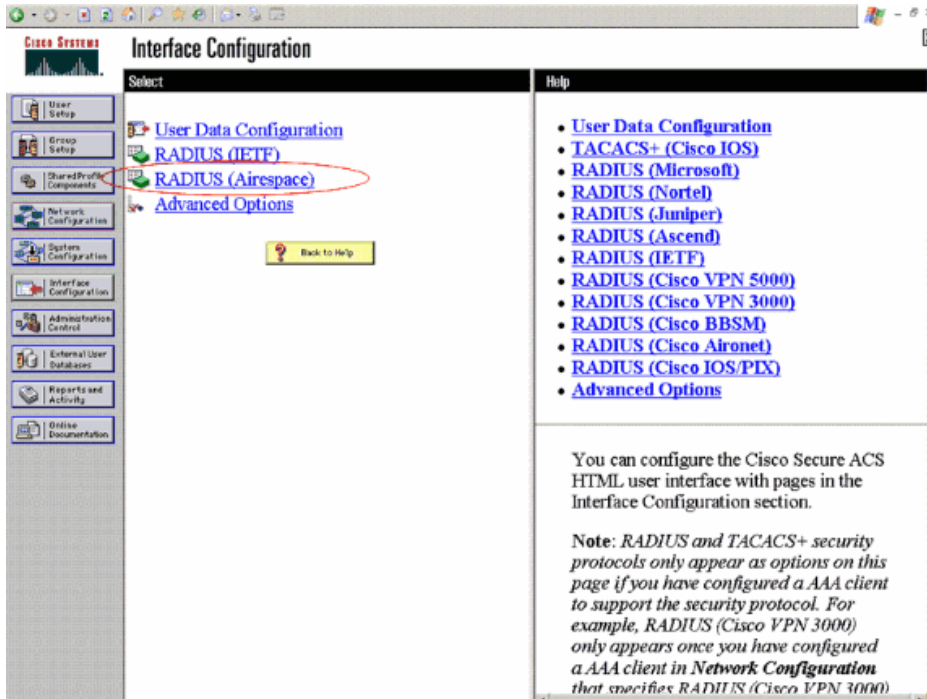 CISCO SYSTEMS
Interface Configuration
Select
Help
User
Setup
Group
Setup
Shared Profile
Components
Network
Configuration
System
Configuration
Interface
Configuration
Administration
Control
External User
Databases
Reports and
Activity
Online
Documentation
User Data Configuration
RADIUS (IETF)
RADIUS (Airespace)
Advanced Options
Back to Help
User Data Configuration
TACACS+ (Cisco IOS)
RADIUS (Microsoft)
RADIUS (Nortel)
RADIUS (Juniper)
RADIUS (Ascend)
RADIUS (IETF)
RADIUS (Cisco VPN 5000)
RADIUS (Cisco VPN 3000)
RADIUS (Cisco BBSM)
RADIUS (Cisco Aironet)
RADIUS (Cisco IOS/PIX)
Advanced Options
You can configure the Cisco Secure ACS
HTML user interface with pages in the
Interface Configuration section.
Note: RADIUS and TACACS+ security
protocols only appear as options on this
page if you have configured a AAA client
to support the security protocol. For
example, RADIUS (Cisco VPN 3000)
only appears once you have configured
a AAA client in Network Configuration
that specifies RADIUS (Cisco VPN 3000)